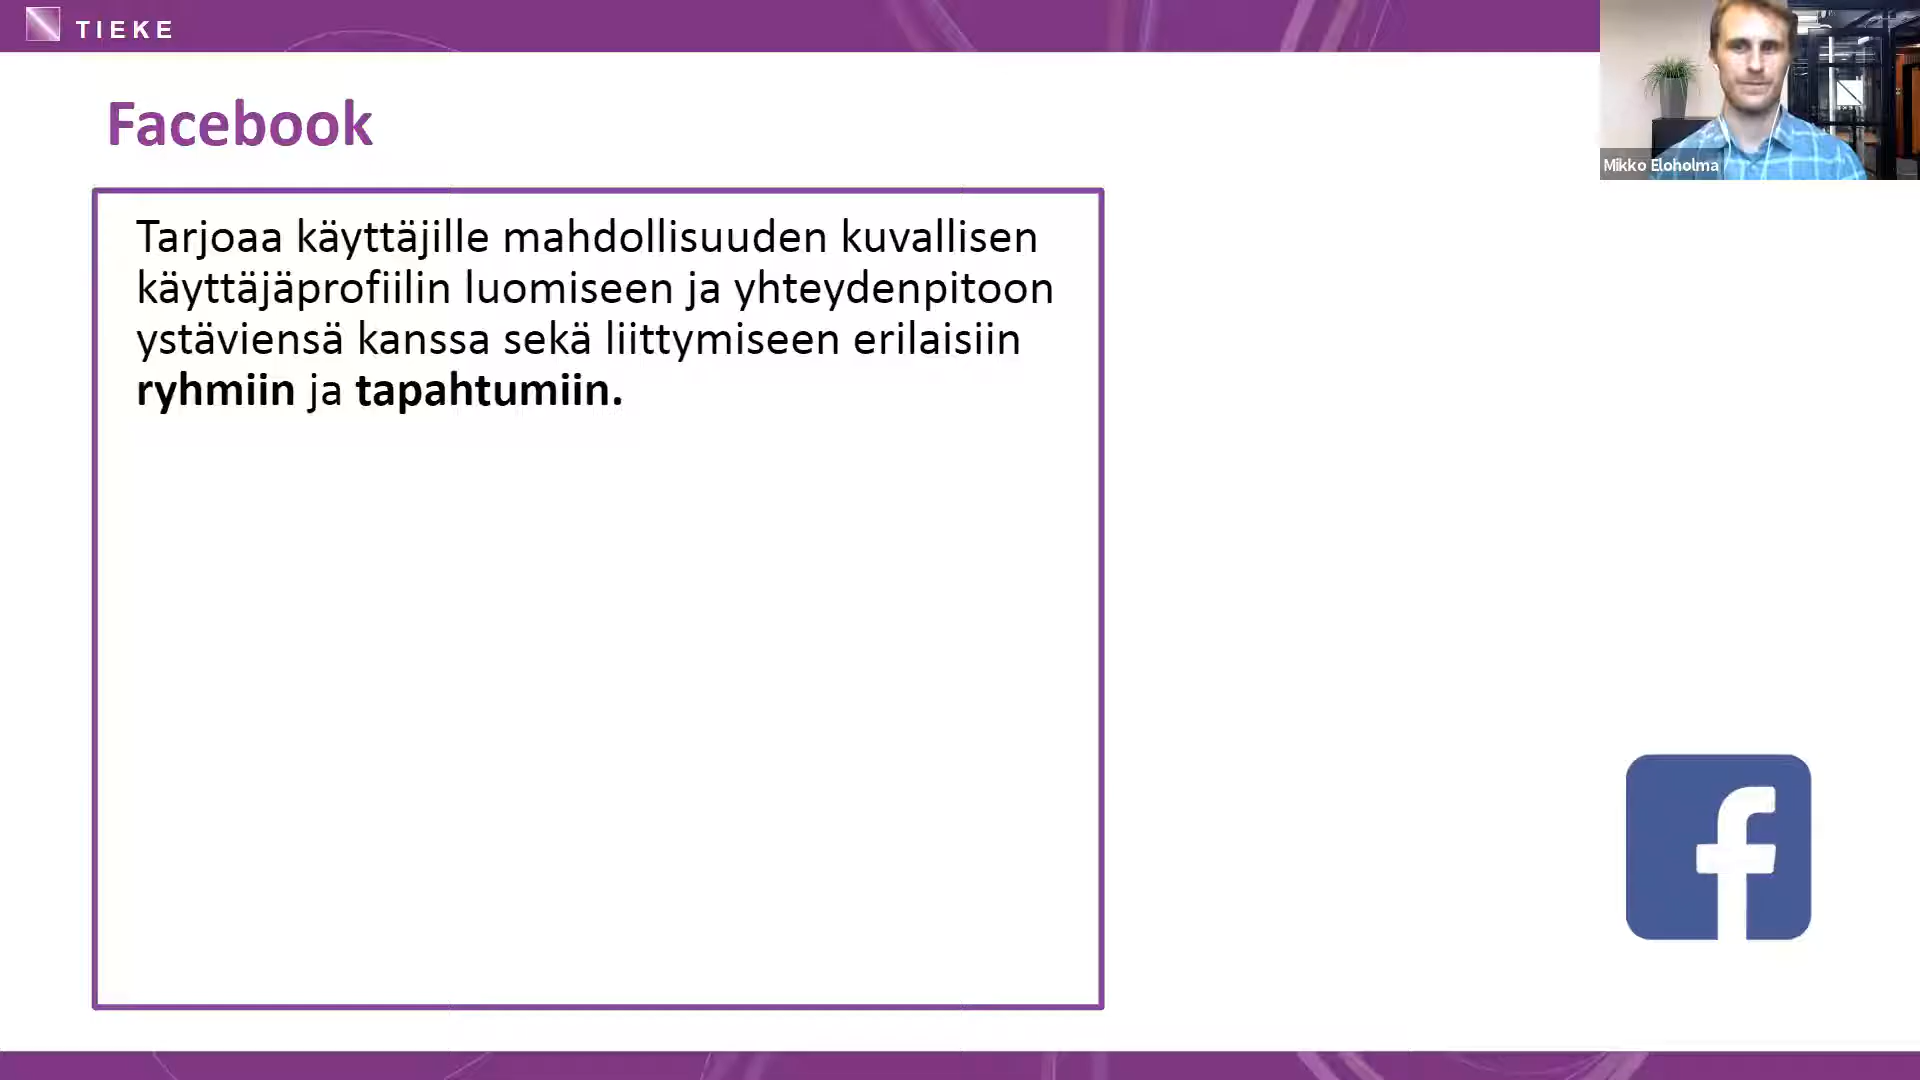 TIEKE
Facebook
Mikko Eloholma
Tarjoaa käyttäjille mahdollisuuden kuvallisen
käyttäjäprofiilin luomiseen ja yhteydenpitoon
ystäviensä kanssa sekä liittymiseen erilaisiin
ryhmiin ja tapahtumiin.